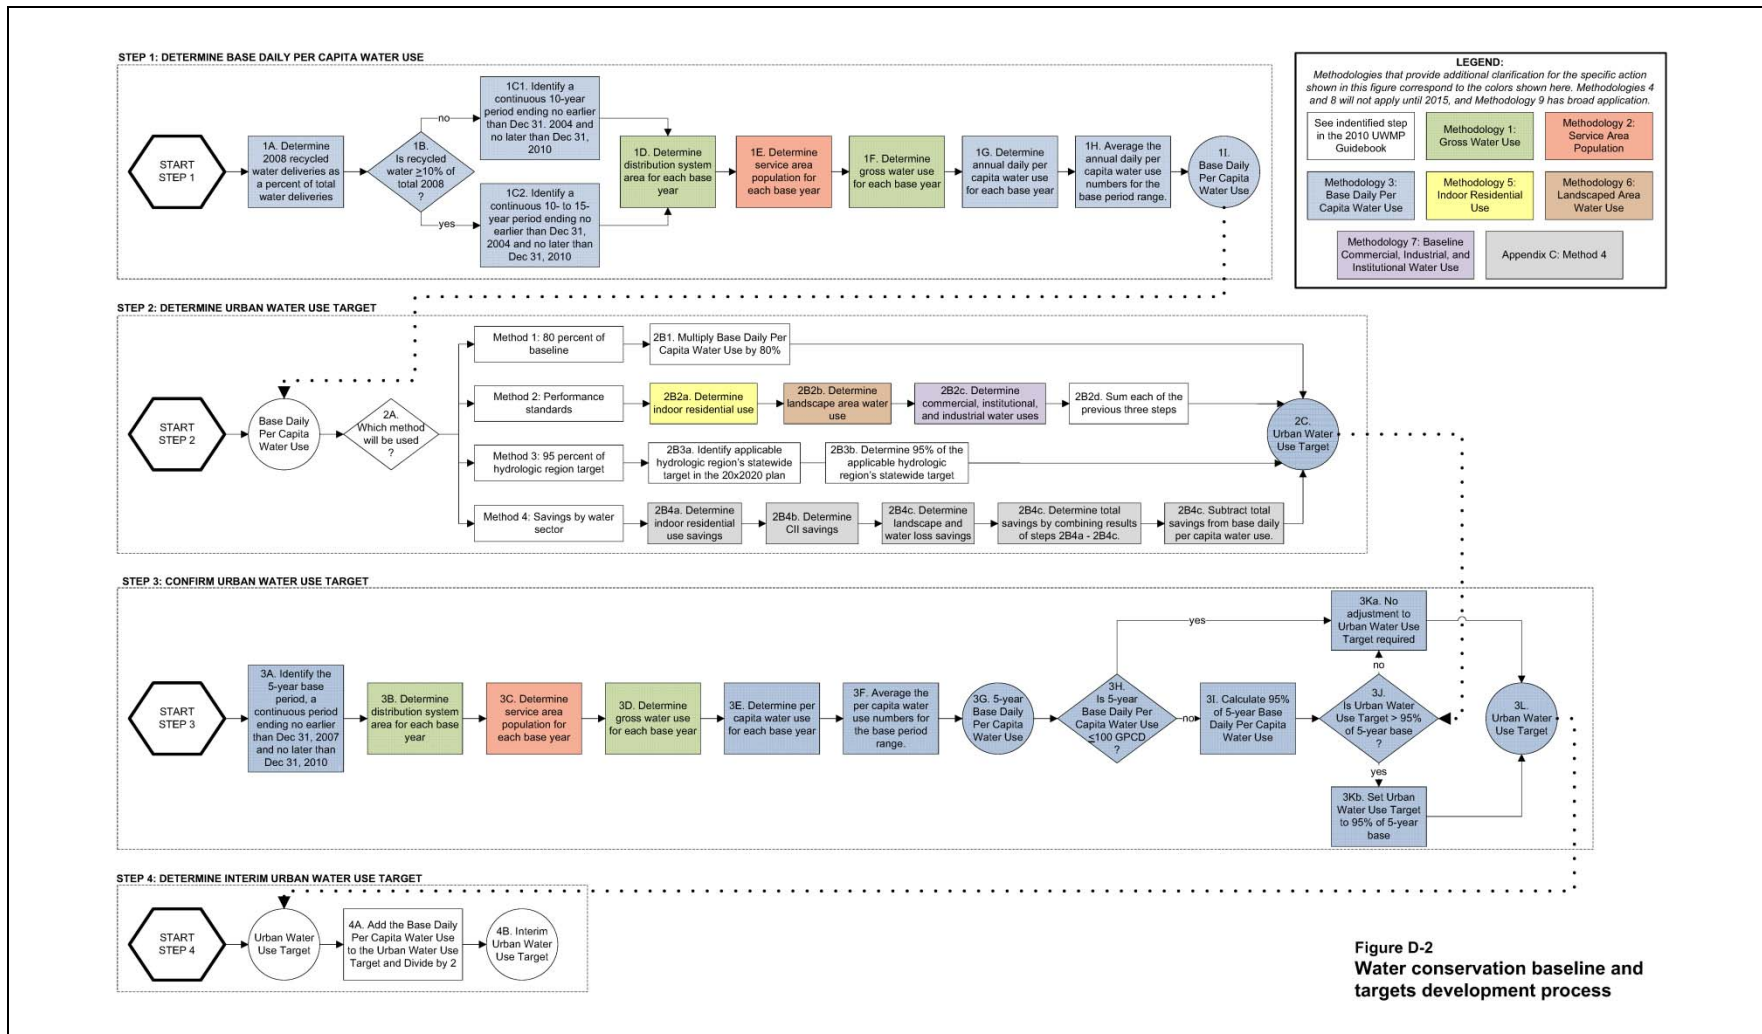 STEP 1: DETERMINE BASE DAILY PER CAPITA WATER USE
START
STEP 1
1A. Determine
2008 recycled
water deliveries as
a percent of total
water deliveries
1B.
Is recycled
water >10% of
total 2008
?
no
yes
1C1. Identify a
continuous 10-year
period ending no earlier
than Dec 31. 2004 and
no later than Dec 31,
2010
1C2. Identify a
continuous 10- to 15-
year period ending no
earlier than Dec 31,
2004 and no later than
Dec 31, 2010
1D. Determine
distribution system
area for each base
year
1E. Determine
service area
population for
each base year
1F. Determine
gross water use
for each base year
1G. Determine
annual daily per
capita water use
for each base year
1H. Average the
annual daily per
capita water use
numbers for the
base period range.
1I.
Base Daily
Per Capita
Water Use
LEGEND:
Methodologies that provide additional clarification for the specific action
shown in this figure correspond to the colors shown here. Methodologies 4
and 8 will not apply until 2015, and Methodology 9 has broad application.
See indentified step
in the 2010 UWMP
Guidebook
Methodology 1:
Gross Water Use
Methodology 2:
Service Area
Population
Methodology 3:
Base Daily Per
Capita Water Use
Methodology 5:
Indoor Residential
Use
Methodology 6:
Landscaped Area
Water Use
Methodology 7: Baseline
Commercial, Industrial, and
Institutional Water Use
Appendix C: Method 4
STEP 2: DETERMINE URBAN WATER USE TARGET
START
STEP 2
Base Daily
Per Capita
Water Use
2A.
Which method
will be used
?
Method 1: 80 percent of
baseline
2B1. Multiply Base Daily Per
Capita Water Use by 80%
Method 2: Performance
standards
2B2a. Determine
indoor residential use
2B2b. Determine
landscape area water
use
2B2c. Determine
commercial, institutional,
and industrial water uses
2B2d. Sum each of the
previous three steps
Method 3: 95 percent of
hydrologic region target
2B3a. Identify applicable
hydrologic region's statewide
target in the 20x2020 plan
2B3b. Determine 95% of the
applicable hydrologic
region's statewide target
Method 4: Savings by water
sector
2B4a. Determine
indoor residential
use savings
2B4b. Determine
CII savings
2B4c. Determine
landscape and
water loss savings
2B4c. Determine total
savings by combining results
of steps 2B4a - 2B4c.
2B4c. Subtract total
savings from base daily
per capita water use.
2C.
Urban Water
Use Target
STEP 3: CONFIRM URBAN WATER USE TARGET
START
STEP 3
3A. Identify the
5-year base
period, a
continuous period
ending no earlier
than Dec 31, 2007
and no later than
Dec 31, 2010
3B. Determine
distribution system
area for each base
year
3C. Determine
service area
population for
each base year
3D. Determine
gross water use
for each base year
3E. Determine per
capita water use
for each base year
3F. Average the
per capita water
use numbers for
the base period
range.
3G. 5-year
Base Daily
Per Capita
Water Use
3H.
Is 5-year
Base Daily Per
Capita Water Use
≤100 GPCD
?
yes
no
3I. Calculate 95%
of 5-year Base
Daily Per Capita
Water Use
3J.
Is Urban Water
Use Target > 95%
of 5-year base
?
no
yes
3Ka. No
adjustment to
Urban Water Use
Target required
3Kb. Set Urban
Water Use Target
to 95% of 5-year
base
3L.
Urban Water
Use Target
STEP 4: DETERMINE INTERIM URBAN WATER USE TARGET
START
STEP 4
Urban Water
Use Target
4A. Add the Base Daily
Per Capita Water Use
to the Urban Water Use
Target and Divide by 2
4B. Interim
Urban Water
Use Target
Figure D-2
Water conservation baseline and
targets development process